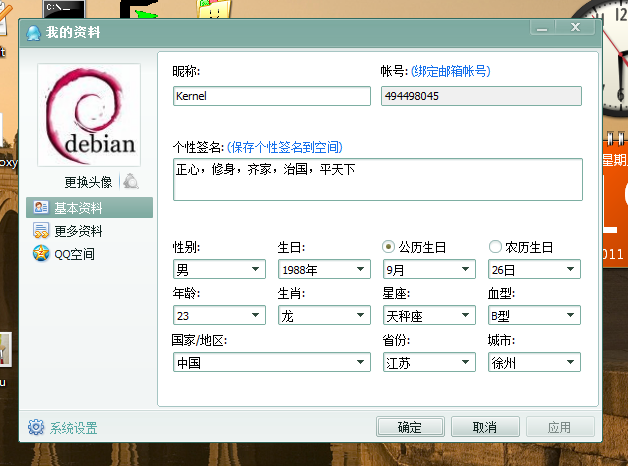 C:\.
我的资料
debian
更换头像
基本资料
更多资料
QQ空间
系统设置
昵称:
Kernel
帐号: (绑定邮箱帐号)
494498045
个性签名: (保存个性签名到空间)
正心，修身，齐家，治国，平天下
性别: 生日: 公历生日 农历生日
男 1988年 9月 26日
年龄: 生肖: 星座: 血型:
23 龙 天秤座 B型
国家/地区: 省份: 城市:
中国 江苏 徐州
确定 取消 应用
12
oxy
星期
011